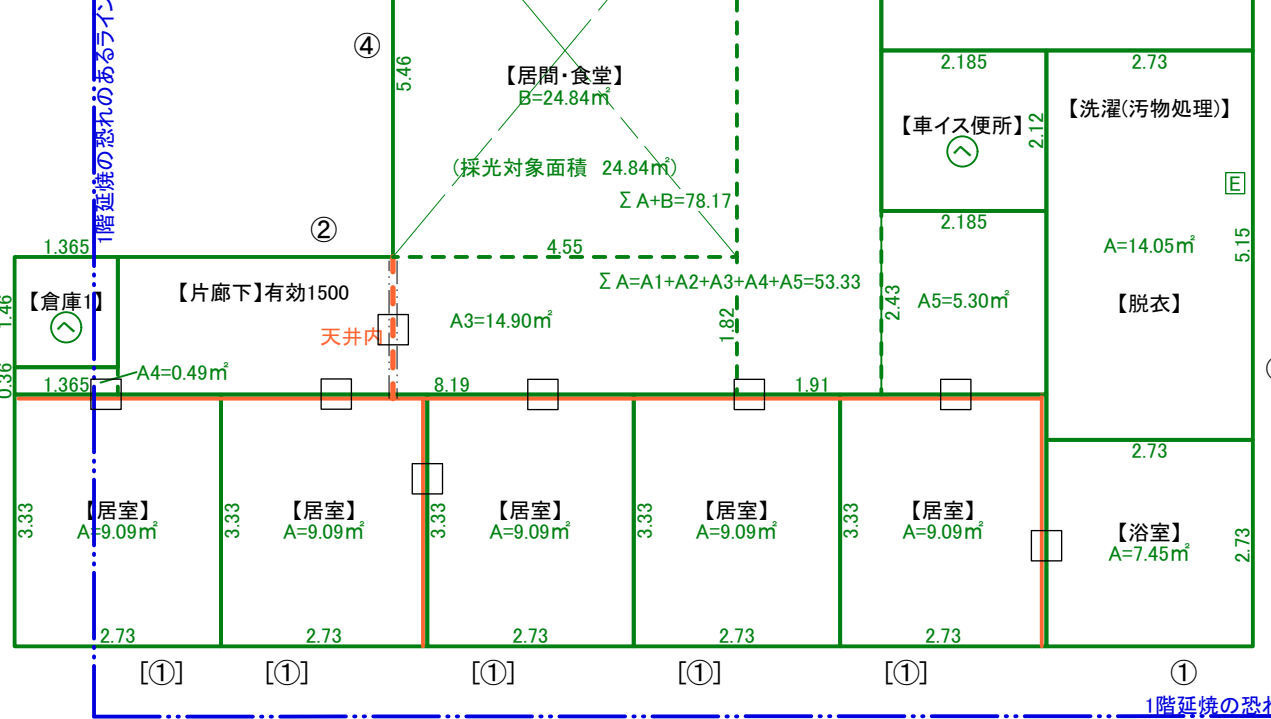 1階延焼の恐れのあるライン
④
5.46
【居間・食堂】
B=24.84㎡
(採光対象面積 24.84㎡)
ΣA+B=78.17
2.185
【車イス便所】
2.12
2.185
2.73
【洗濯(汚物処理)】
E
A=14.05㎡
5.15
【脱衣】
②
1.365
【倉庫1】
1.46
【片廊下】有効1500
天井内
4.55
ΣA=A1+A2+A3+A4+A5=53.33
A3=14.90㎡
1.82
2.43
A5=5.30㎡
0.36
1.365
A4=0.49㎡
8.19
1.91
2.73
3.33
【居室】
A=9.09㎡
3.33
【居室】
A=9.09㎡
3.33
【居室】
A=9.09㎡
3.33
【居室】
A=9.09㎡
3.33
【居室】
A=9.09㎡
【浴室】
A=7.45㎡
2.73
2.73
2.73
2.73
2.73
2.73
[①]
[①]
[①]
[①]
[①]
①
1階延焼の恐